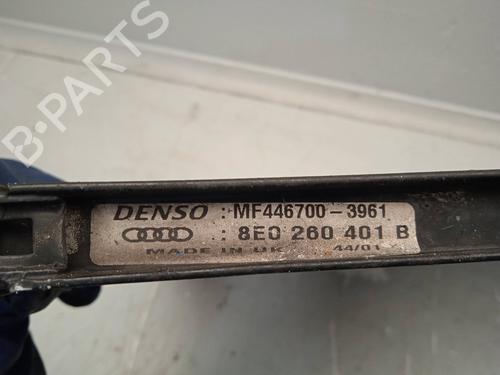 DENSO : MF446700-3961
: 8E0 260 401 B
MADE IN UK 44/01
B-PARTS